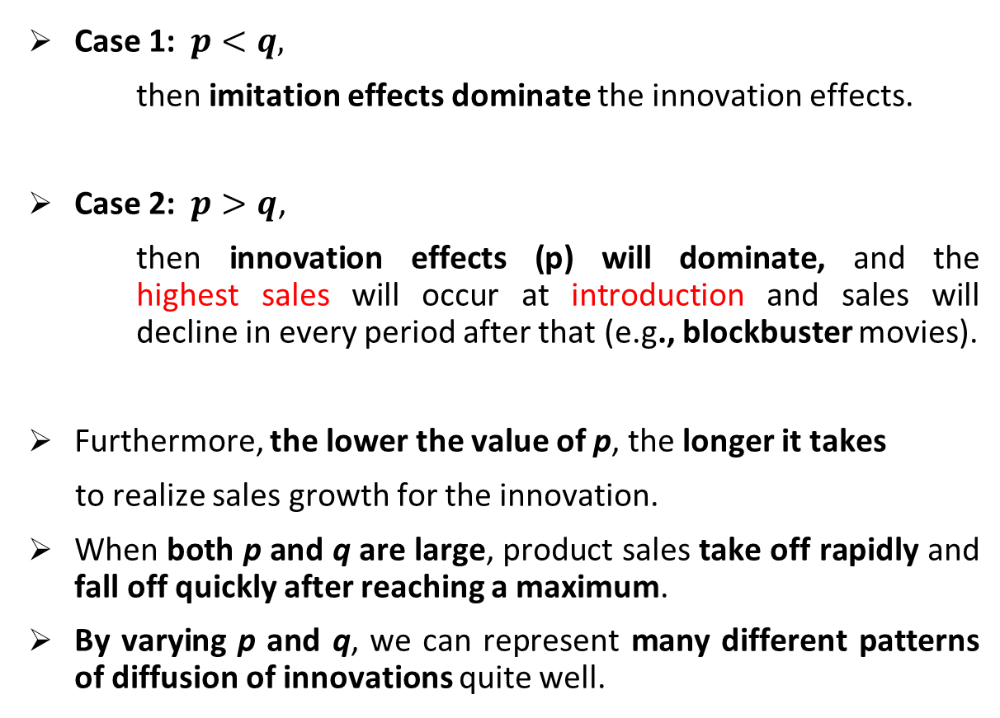 ➢ Case 1: p < q,
then imitation effects dominate the innovation effects.
➢ Case 2: p > q,
then innovation effects (p) will dominate, and the
highest sales will occur at introduction and sales will
decline in every period after that (e.g., blockbuster movies).
➢ Furthermore, the lower the value of p, the longer it takes
to realize sales growth for the innovation.
➢ When both p and q are large, product sales take off rapidly and
fall off quickly after reaching a maximum.
➢ By varying p and q, we can represent many different patterns
of diffusion of innovations quite well.